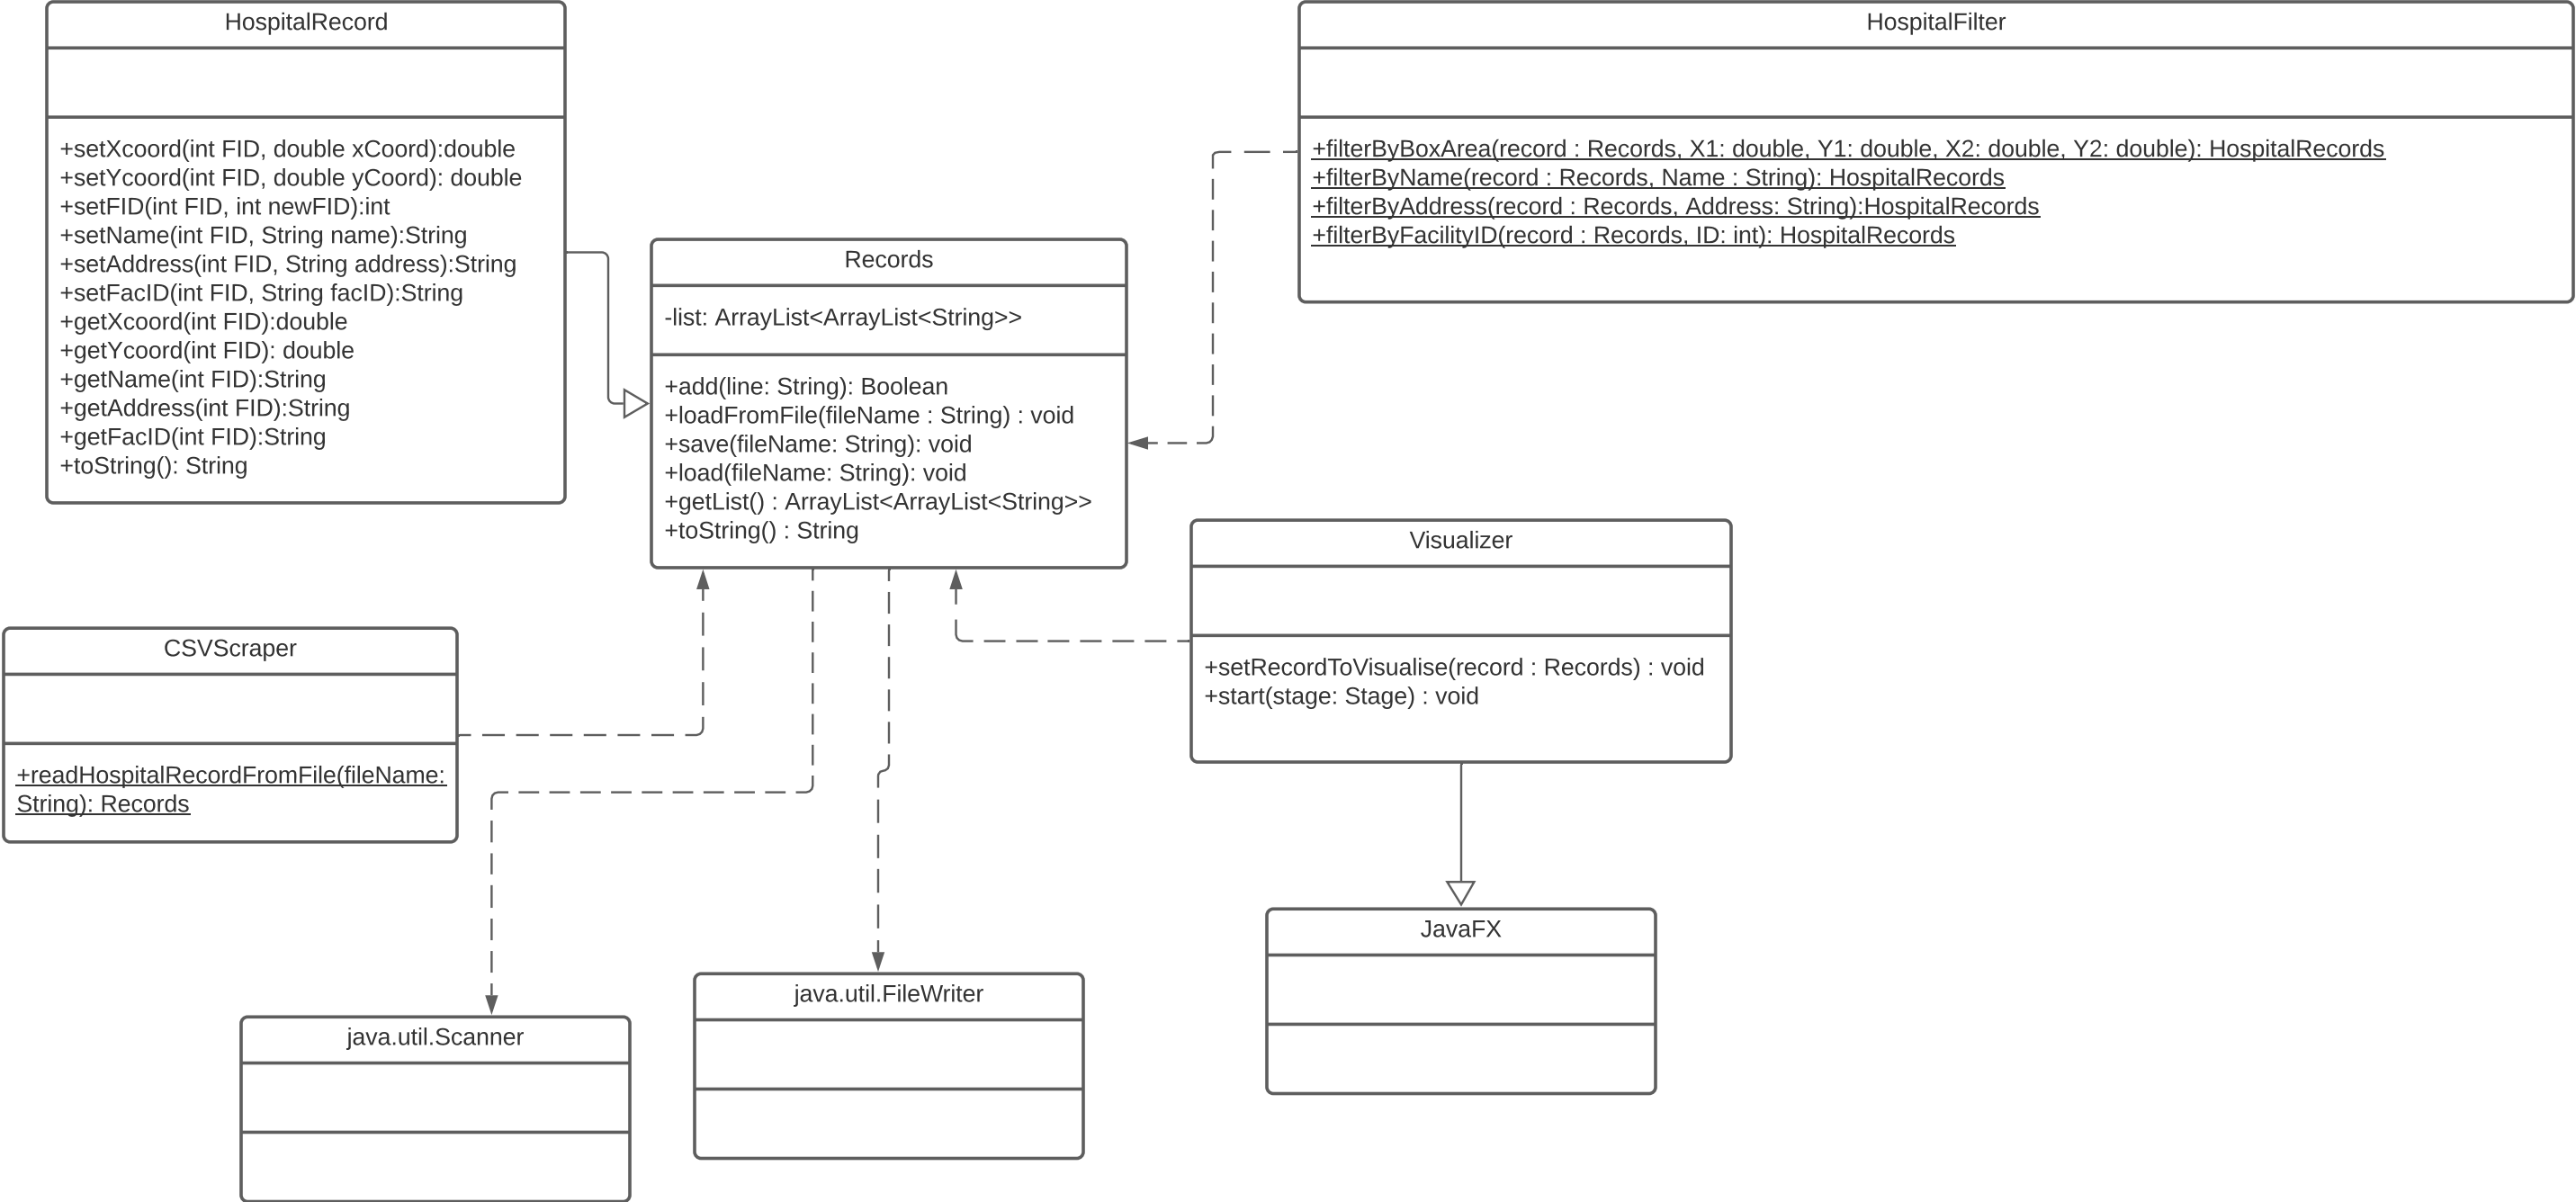 HospitalRecord
+setXcoord(int FID, double xCoord):double
+setYcoord(int FID, double yCoord): double
+setFID(int FID, int newFID):int
+setName(int FID, String name):String
+setAddress(int FID, String address):String
+setFacID(int FID, String facID):String
+getXcoord(int FID):double
+getYcoord(int FID): double
+getName(int FID):String
+getAddress(int FID):String
+getFacID(int FID):String
+toString(): String
HospitalFilter
+filterByBoxArea(record : Records, X1: double, Y1: double, X2: double, Y2: double): HospitalRecords
+filterByName(record : Records, Name : String): HospitalRecords
+filterByAddress(record : Records, Address: String):HospitalRecords
+filterByFacilityID(record : Records, ID: int): HospitalRecords
Records
-list: ArrayList<ArrayList<String>>
+add(line: String): Boolean
+loadFromFile(fileName : String) : void
+save(fileName: String): void
+load(fileName: String): void
+getList() : ArrayList<ArrayList<String>>
+toString() : String
Visualizer
+setRecordToVisualise(record : Records) : void
+start(stage: Stage) : void
CSVScraper
+readHospitalRecordFromFile(fileName:
String): Records
JavaFX
java.util.FileWriter
java.util.Scanner